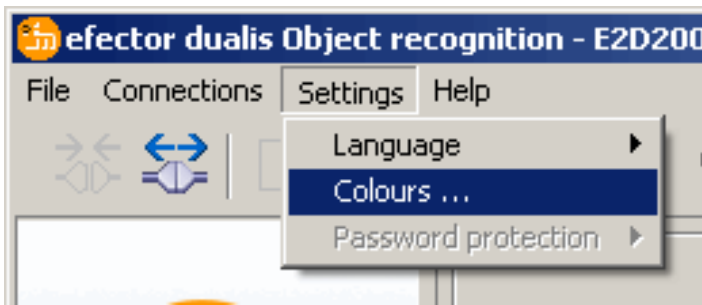 efector dualis Object recognition - E2D200
File Connections Settings Help
Language
Colours ...
Password protection